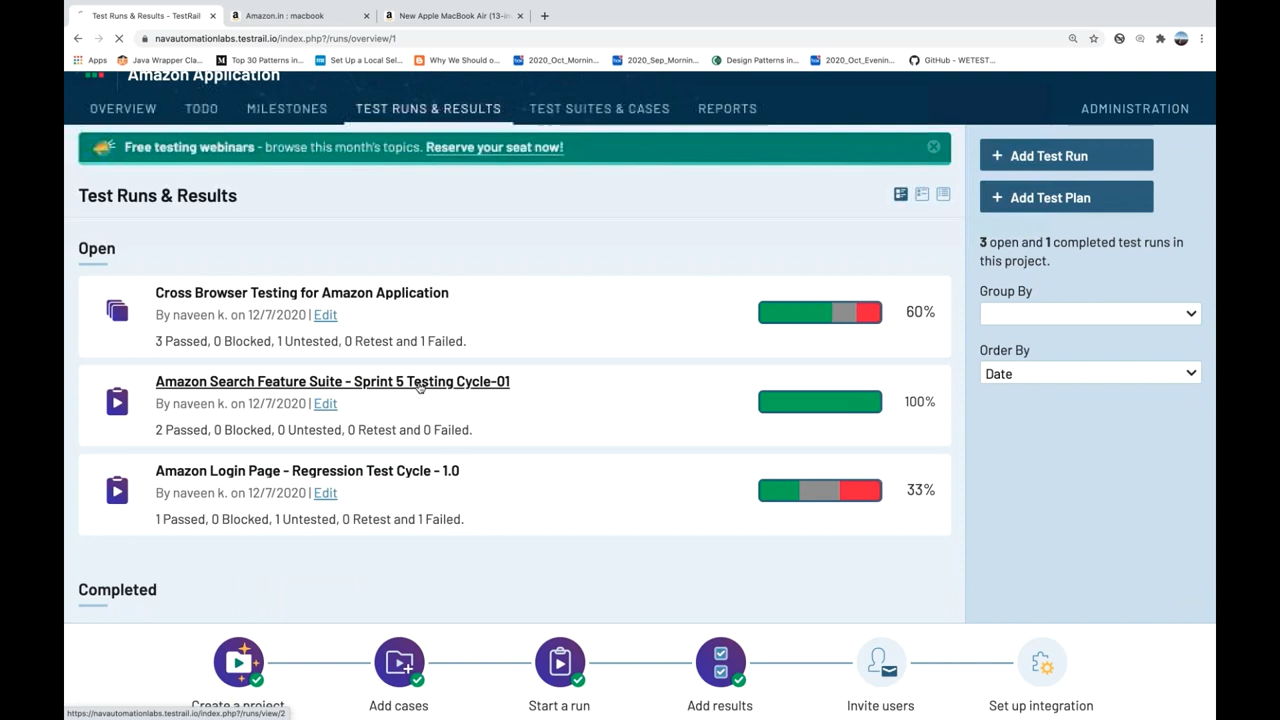 Test Runs & Results - TestRail
Amazon.in : macbook
New Apple MacBook Air (13-in
navautomationlabs.testrail.io/index.php?/runs/overview/1
Apps
Java Wrapper Cla...
Top 30 Patterns in...
Set Up a Local Sel...
Why We Should o...
2020_Oct_Mornin...
2020_Sep_Mornin...
Design Patterns in...
2020_Oct_Evenin...
GitHub - WETEST...
Amazon Application
OVERVIEW TODO MILESTONES TEST RUNS & RESULTS TEST SUITES & CASES REPORTS ADMINISTRATION
Free testing webinars - browse this month's topics. Reserve your seat now!
Test Runs & Results
Open
Cross Browser Testing for Amazon Application
By naveen k. on 12/7/2020 | Edit
3 Passed, 0 Blocked, 1 Untested, 0 Retest and 1 Failed.
60%
Amazon Search Feature Suite - Sprint 5 Testing Cycle-01
By naveen k. on 12/7/2020 | Edit
2 Passed, 0 Blocked, 0 Untested, 0 Retest and 0 Failed.
100%
Amazon Login Page - Regression Test Cycle - 1.0
By naveen k. on 12/7/2020 | Edit
1 Passed, 0 Blocked, 1 Untested, 0 Retest and 1 Failed.
33%
Completed
+ Add Test Run
+ Add Test Plan
3 open and 1 completed test runs in
this project.
Group By
Order By
Date
Create a project
Add cases
Start a run
Add results
Invite users
Set up integration
https://navautomationlabs.testrail.io/index.php?/runs/view/2